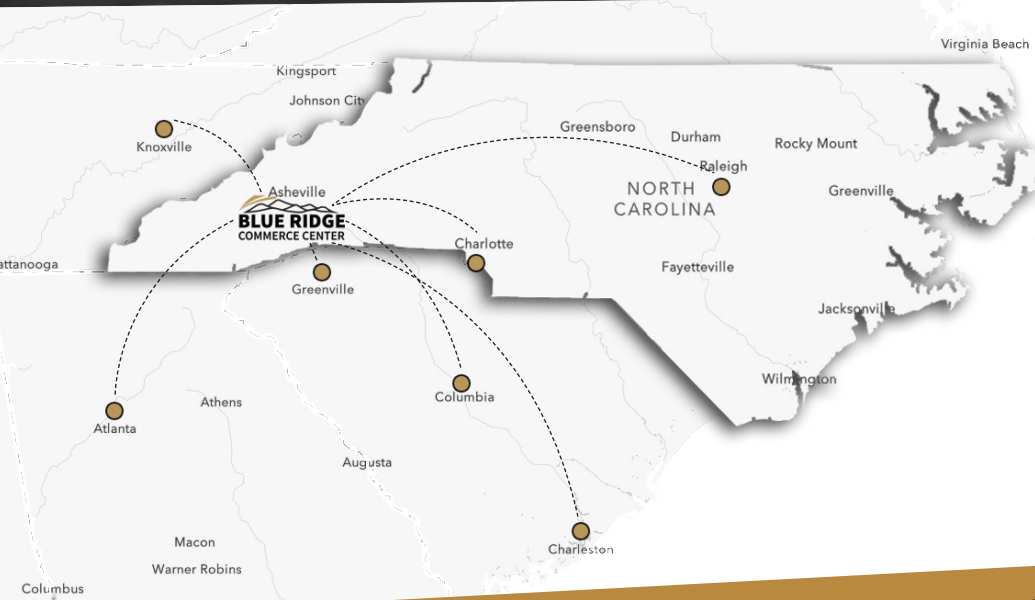 Virginia Beach
Kingsport
Johnson City
Knoxville
Greensboro
Durham
Rocky Mount
Raleigh
Asheville
NORTH
CAROLINA
Greenville
BLUE RIDGE
COMMERCE CENTER
Charlotte
attanooga
Fayetteville
Greenville
Jacksonville
Wilmington
Columbia
Athens
Atlanta
Augusta
Macon
Charleston
Warner Robins
Columbus